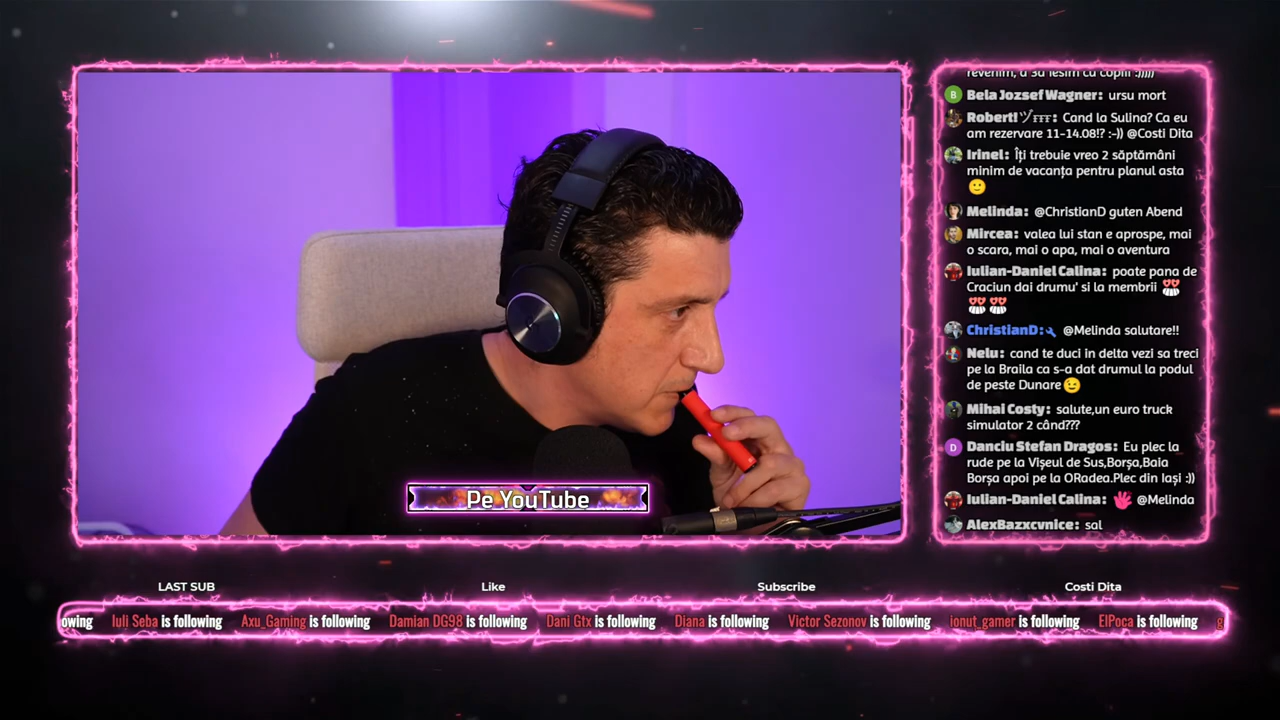 revenim, a 3a iesim cu copiii :)))))
Bela Jozsef Wagner: ursu mort
Robert!ヅ: Cand la Sulina? Ca eu
am rezervare 11-14.08!? :-)) @Costi Dita
Irinel: Îți trebuie vreo 2 săptămâni
minim de vacanța pentru planul asta
🙂
Melinda: @ChristianD guten Abend
Mircea: valea lui stan e aprospe, mai
o scara, mai o apa, mai o aventura
Iulian-Daniel Calina: poate pana de
Craciun dai drumu' si la membrii
ChristianD: @Melinda salutare!!
Nelu: cand te duci in delta vezi sa treci
pe la Braila ca s-a dat drumul la podul
de peste Dunare😉
Mihai Costy: salute,un euro truck
simulator 2 când???
D Danciu Stefan Dragos: Eu plec la
rude pe la Vișeul de Sus,Borșa,Baia
Borșa apoi pe la ORadea.Plec din Iași :))
Iulian-Daniel Calina: @Melinda
AlexBazxcvnice: sal
Pe YouTube
LAST SUB Like Subscribe Costi Dita
owing Iuli Seba is following Axu_Gaming is following Damian DG98 is following Dani Gtx is following Diana is following Victor Sezonov is following ionut_gamer is following ElPoca is following g